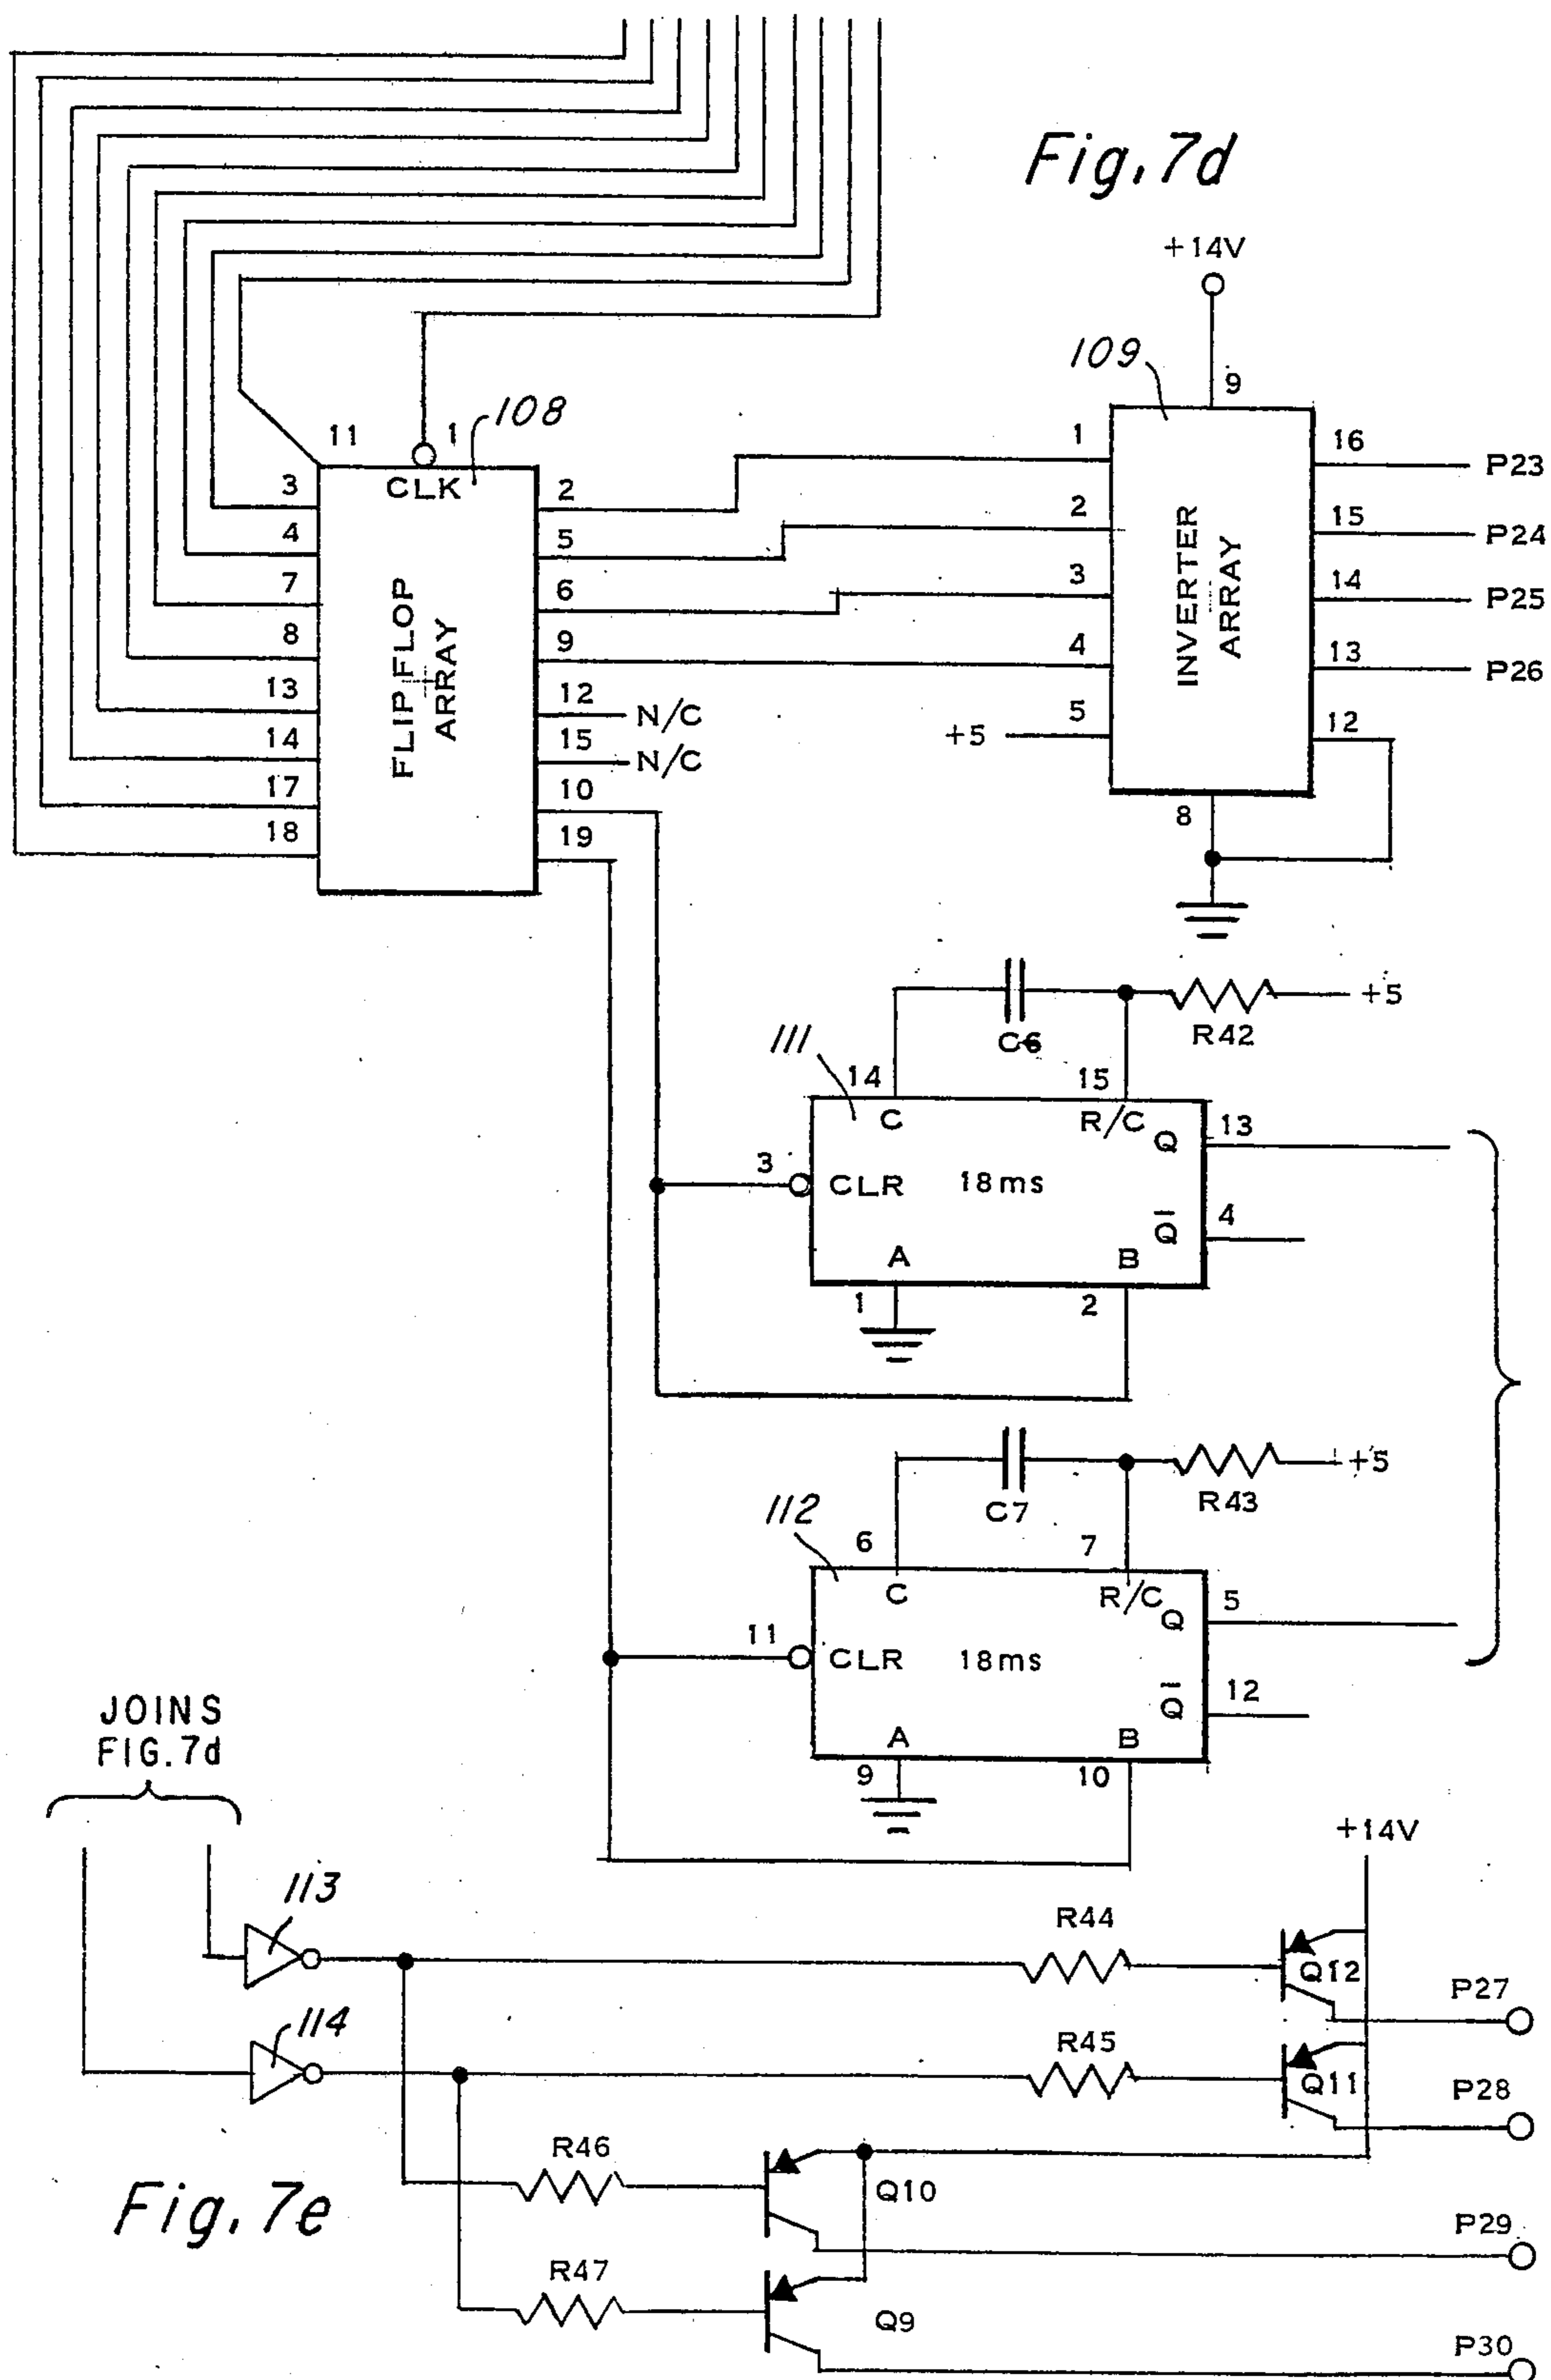 Fig. 7d
+14V
109
9
108
11
1
CLK
3
4
7
8
13
14
17
18
FLIP FLOP
ARRAY
2
5
6
9
12
N/C
15
N/C
10
19
1
2
3
4
5
+5
INVERTER
ARRAY
16
P23
15
P24
14
P25
13
P26
12
8
+5
C6
R42
111
14
15
C
R/C
Q
13
3
CLR
18ms
Q̅
4
A
B
1
2
+5
C7
R43
112
6
7
C
R/C
Q
5
11
CLR
18ms
Q̅
12
A
B
9
10
JOINS
FIG. 7d
+14V
113
R44
Q12
P27
114
R45
Q11
P28
R46
Q10
P29
Fig. 7e
R47
Q9
P30